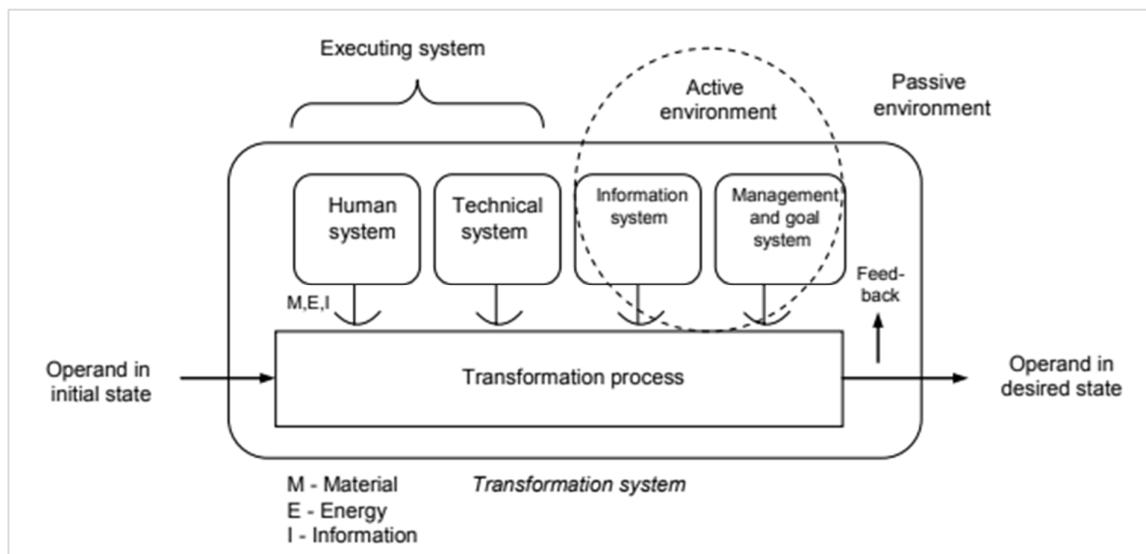 Executing system
Active
environment
Passive
environment
Human
system
Technical
system
Information
system
Management
and goal
system
M,E,I
Feed-
back
Operand in
initial state
Transformation process
Operand in
desired state
M - Material
E - Energy
I - Information
Transformation system